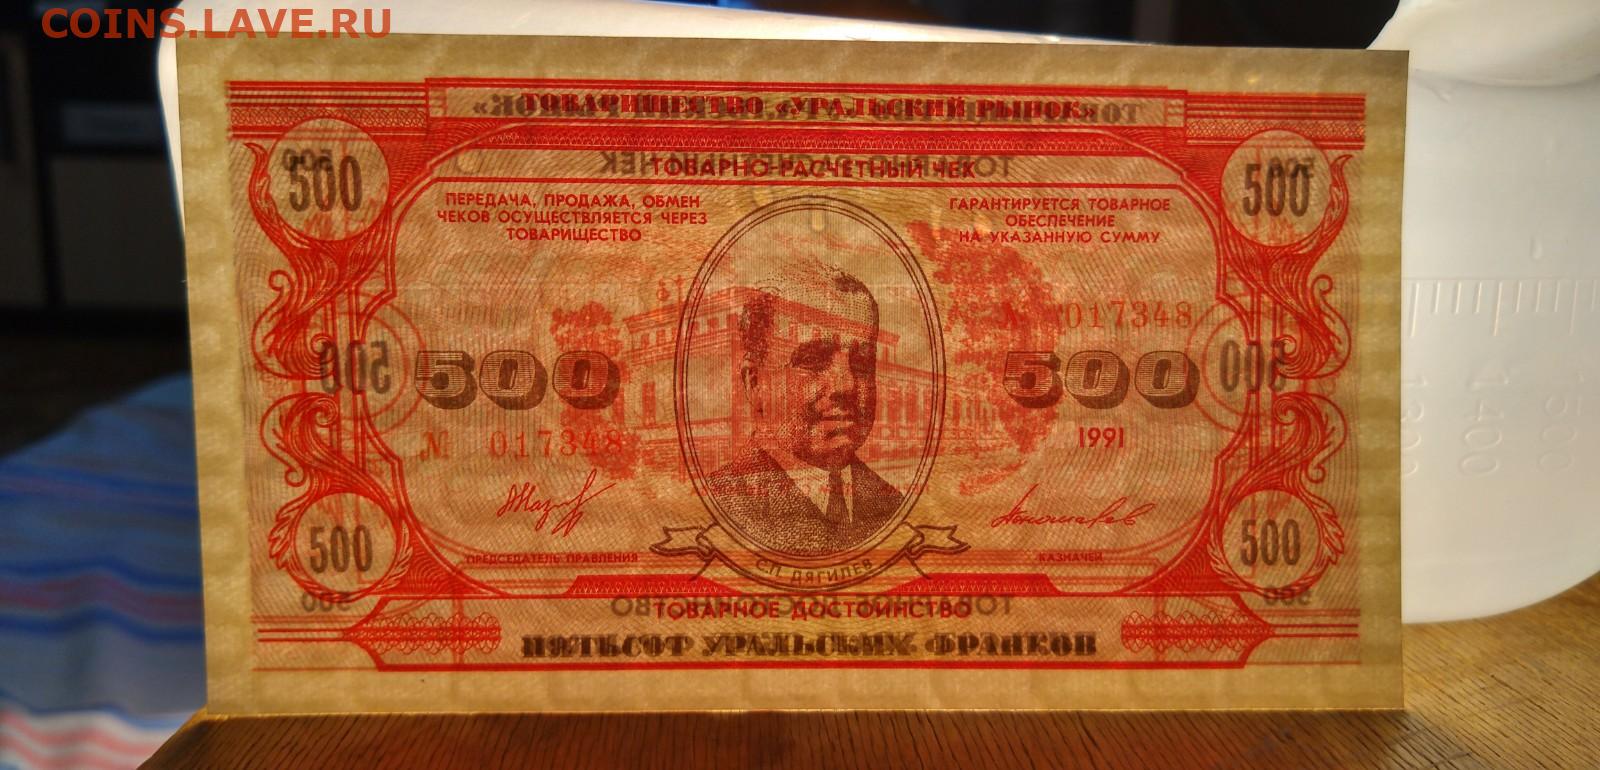 COINS.LAVE.RU
ТОВАРИЩЕСТВО «УРАЛЬСКИЙ РЫНОК»
ТОВАРНО-РАСЧЕТНЫЙ ЧЕК
500
500
ПЕРЕДАЧА, ПРОДАЖА, ОБМЕН
ЧЕКОВ ОСУЩЕСТВЛЯЕТСЯ ЧЕРЕЗ
ТОВАРИЩЕСТВО
ГАРАНТИРУЕТСЯ ТОВАРНОЕ
ОБЕСПЕЧЕНИЕ
НА УКАЗАННУЮ СУММУ
№ 017348
500
500
№ 017348
1991
500
500
ПРЕДСЕДАТЕЛЬ ПРАВЛЕНИЯ
КАЗНАЧЕЙ
С.П. ДЯГИЛЕВ
ТОВАРНОЕ ДОСТОИНСТВО
ПЯТЬСОТ УРАЛЬСКИХ ФРАНКОВ